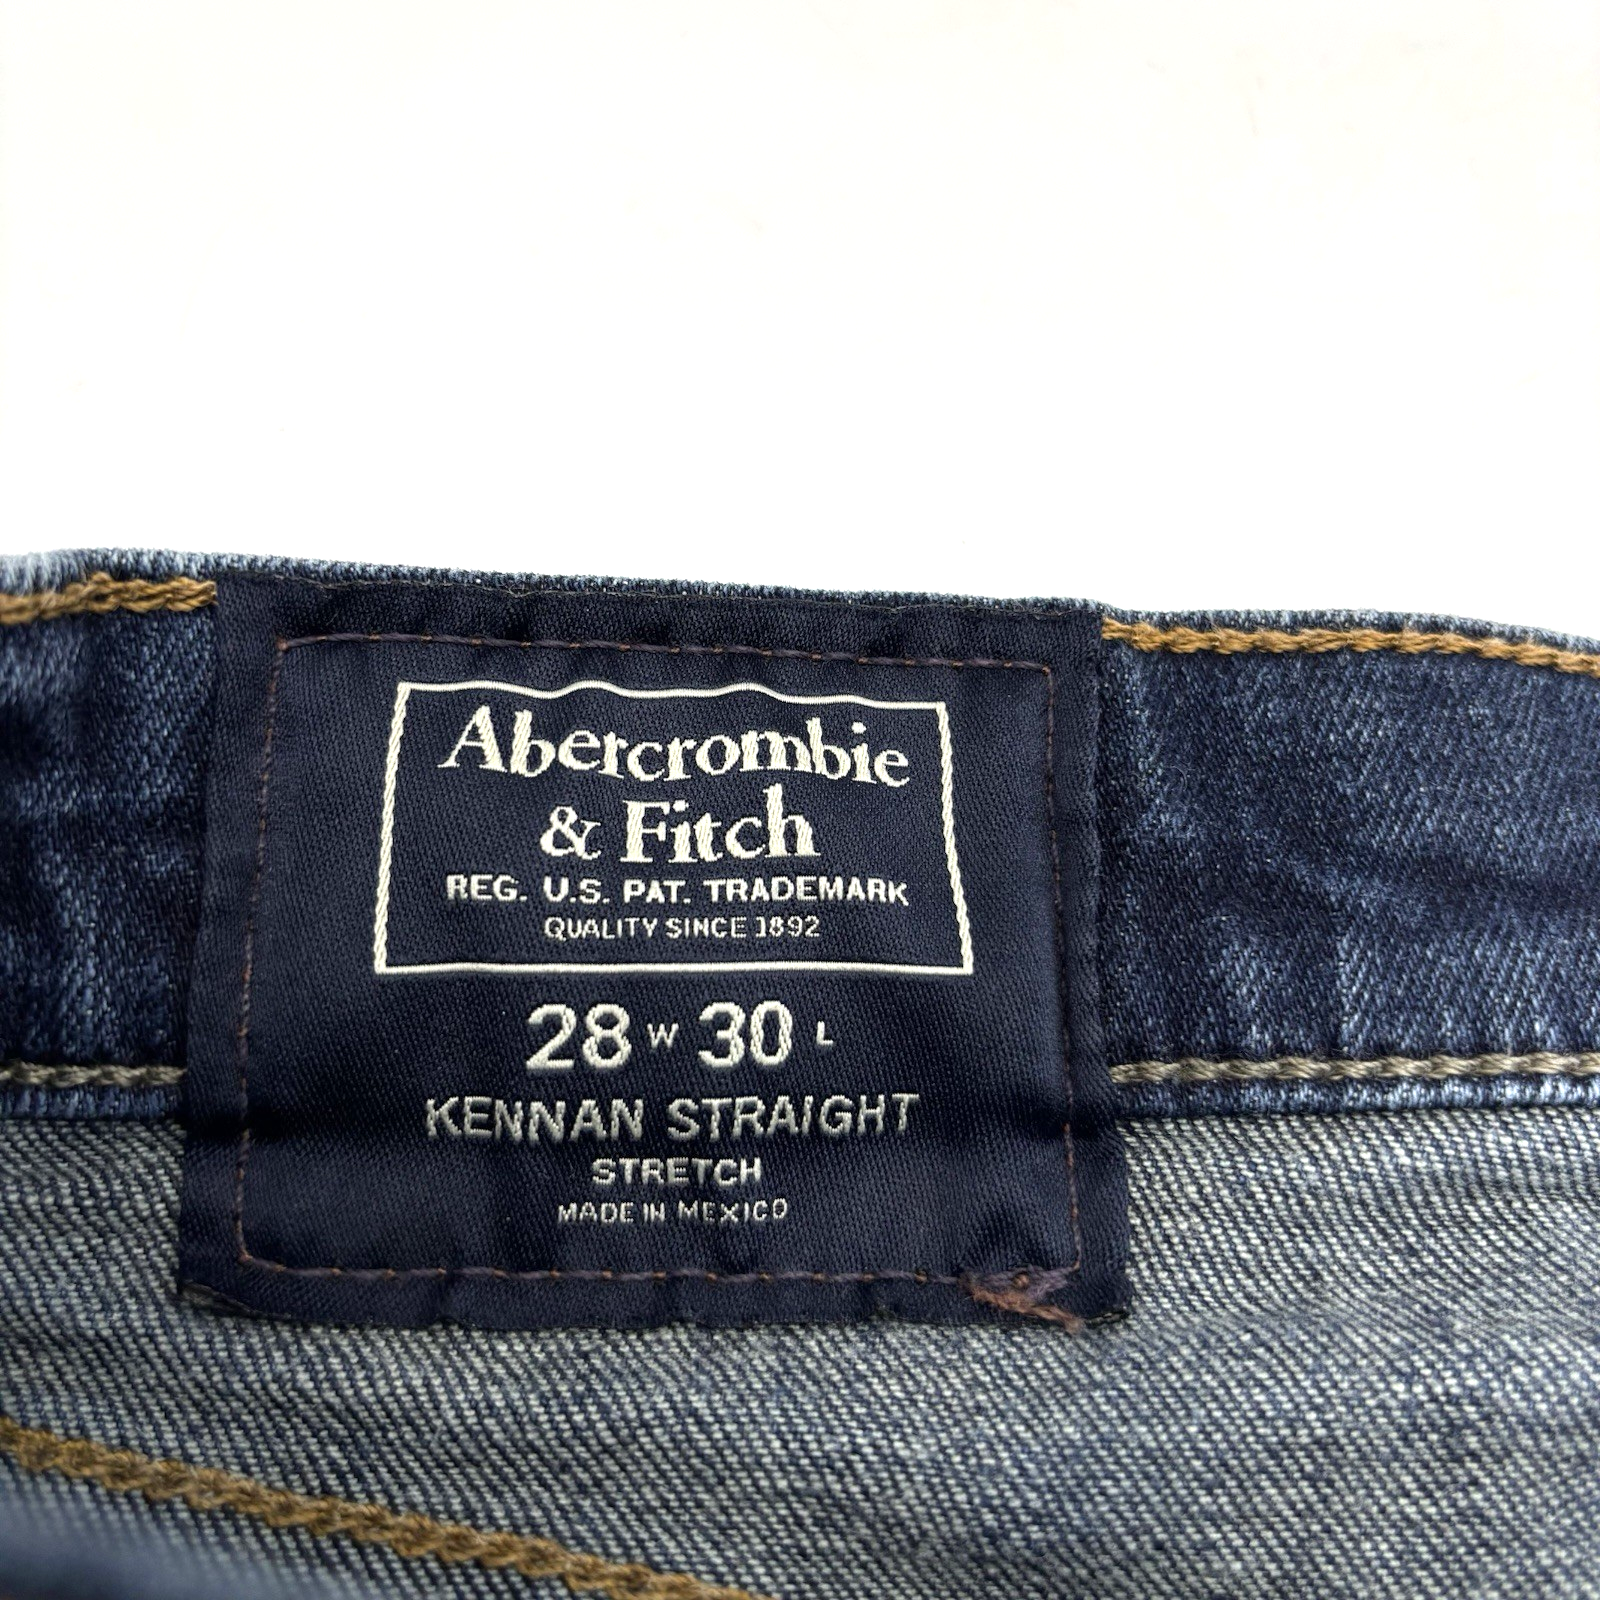 Abercrombie
& Fitch
REG. U.S. PAT. TRADEMARK
QUALITY SINCE 1892
28 W 30 L
KENNAN STRAIGHT
STRETCH
MADE IN MEXICO